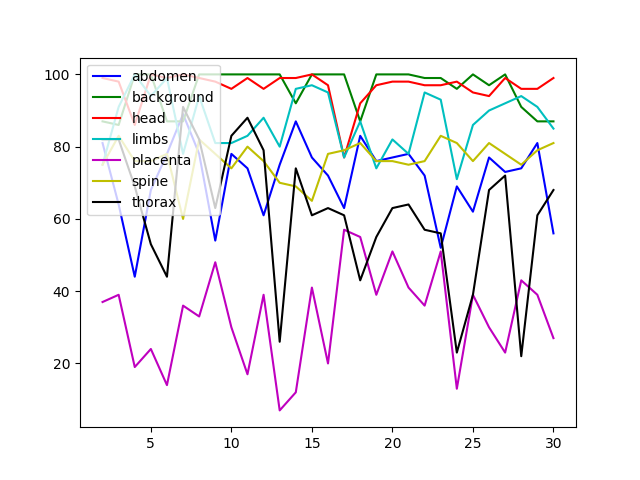 abdomen
background
head
limbs
placenta
spine
thorax
100
80
60
40
20
5 10 15 20 25 30